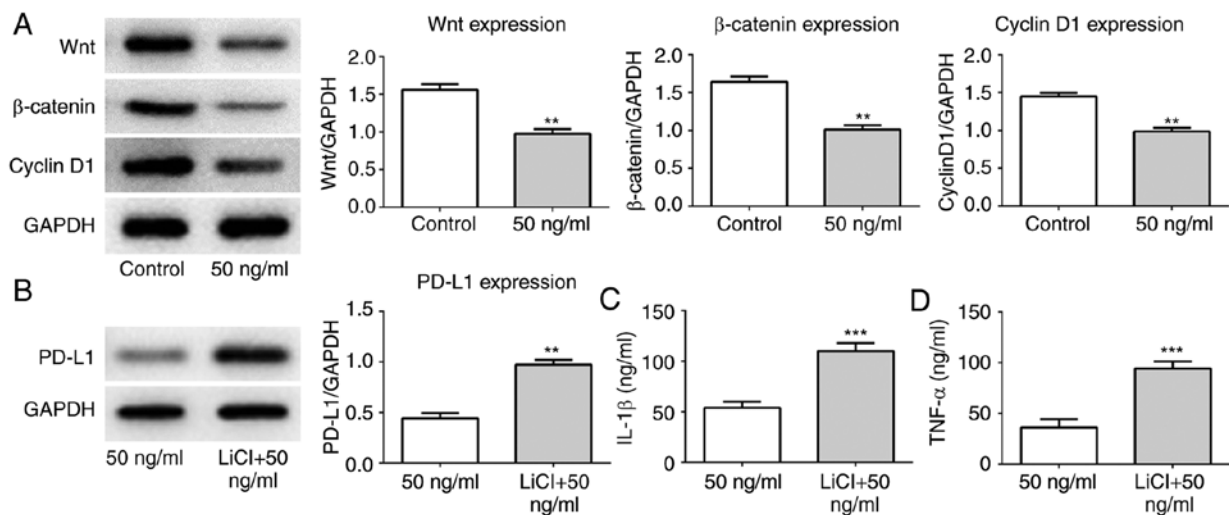 A
Wnt
β-catenin
Cyclin D1
GAPDH
Control 50 ng/ml
Wnt expression
Wnt/GAPDH
2.0
1.5
1.0
0.5
0.0
**
Control 50 ng/ml
β-catenin expression
β-catenin/GAPDH
2.0
1.5
1.0
0.5
0.0
**
Control 50 ng/ml
Cyclin D1 expression
CyclinD1/GAPDH
2.0
1.5
1.0
0.5
0.0
**
Control 50 ng/ml
B
PD-L1
GAPDH
50 ng/ml LiCl+50
ng/ml
PD-L1 expression
PD-L1/GAPDH
1.5
1.0
0.5
0.0
**
50 ng/ml LiCl+50
ng/ml
C
IL-1β (ng/ml)
150
100
50
0
***
50 ng/ml LiCl+50
ng/ml
D
TNF-α (ng/ml)
150
100
50
0
***
50 ng/ml LiCl+50
ng/ml